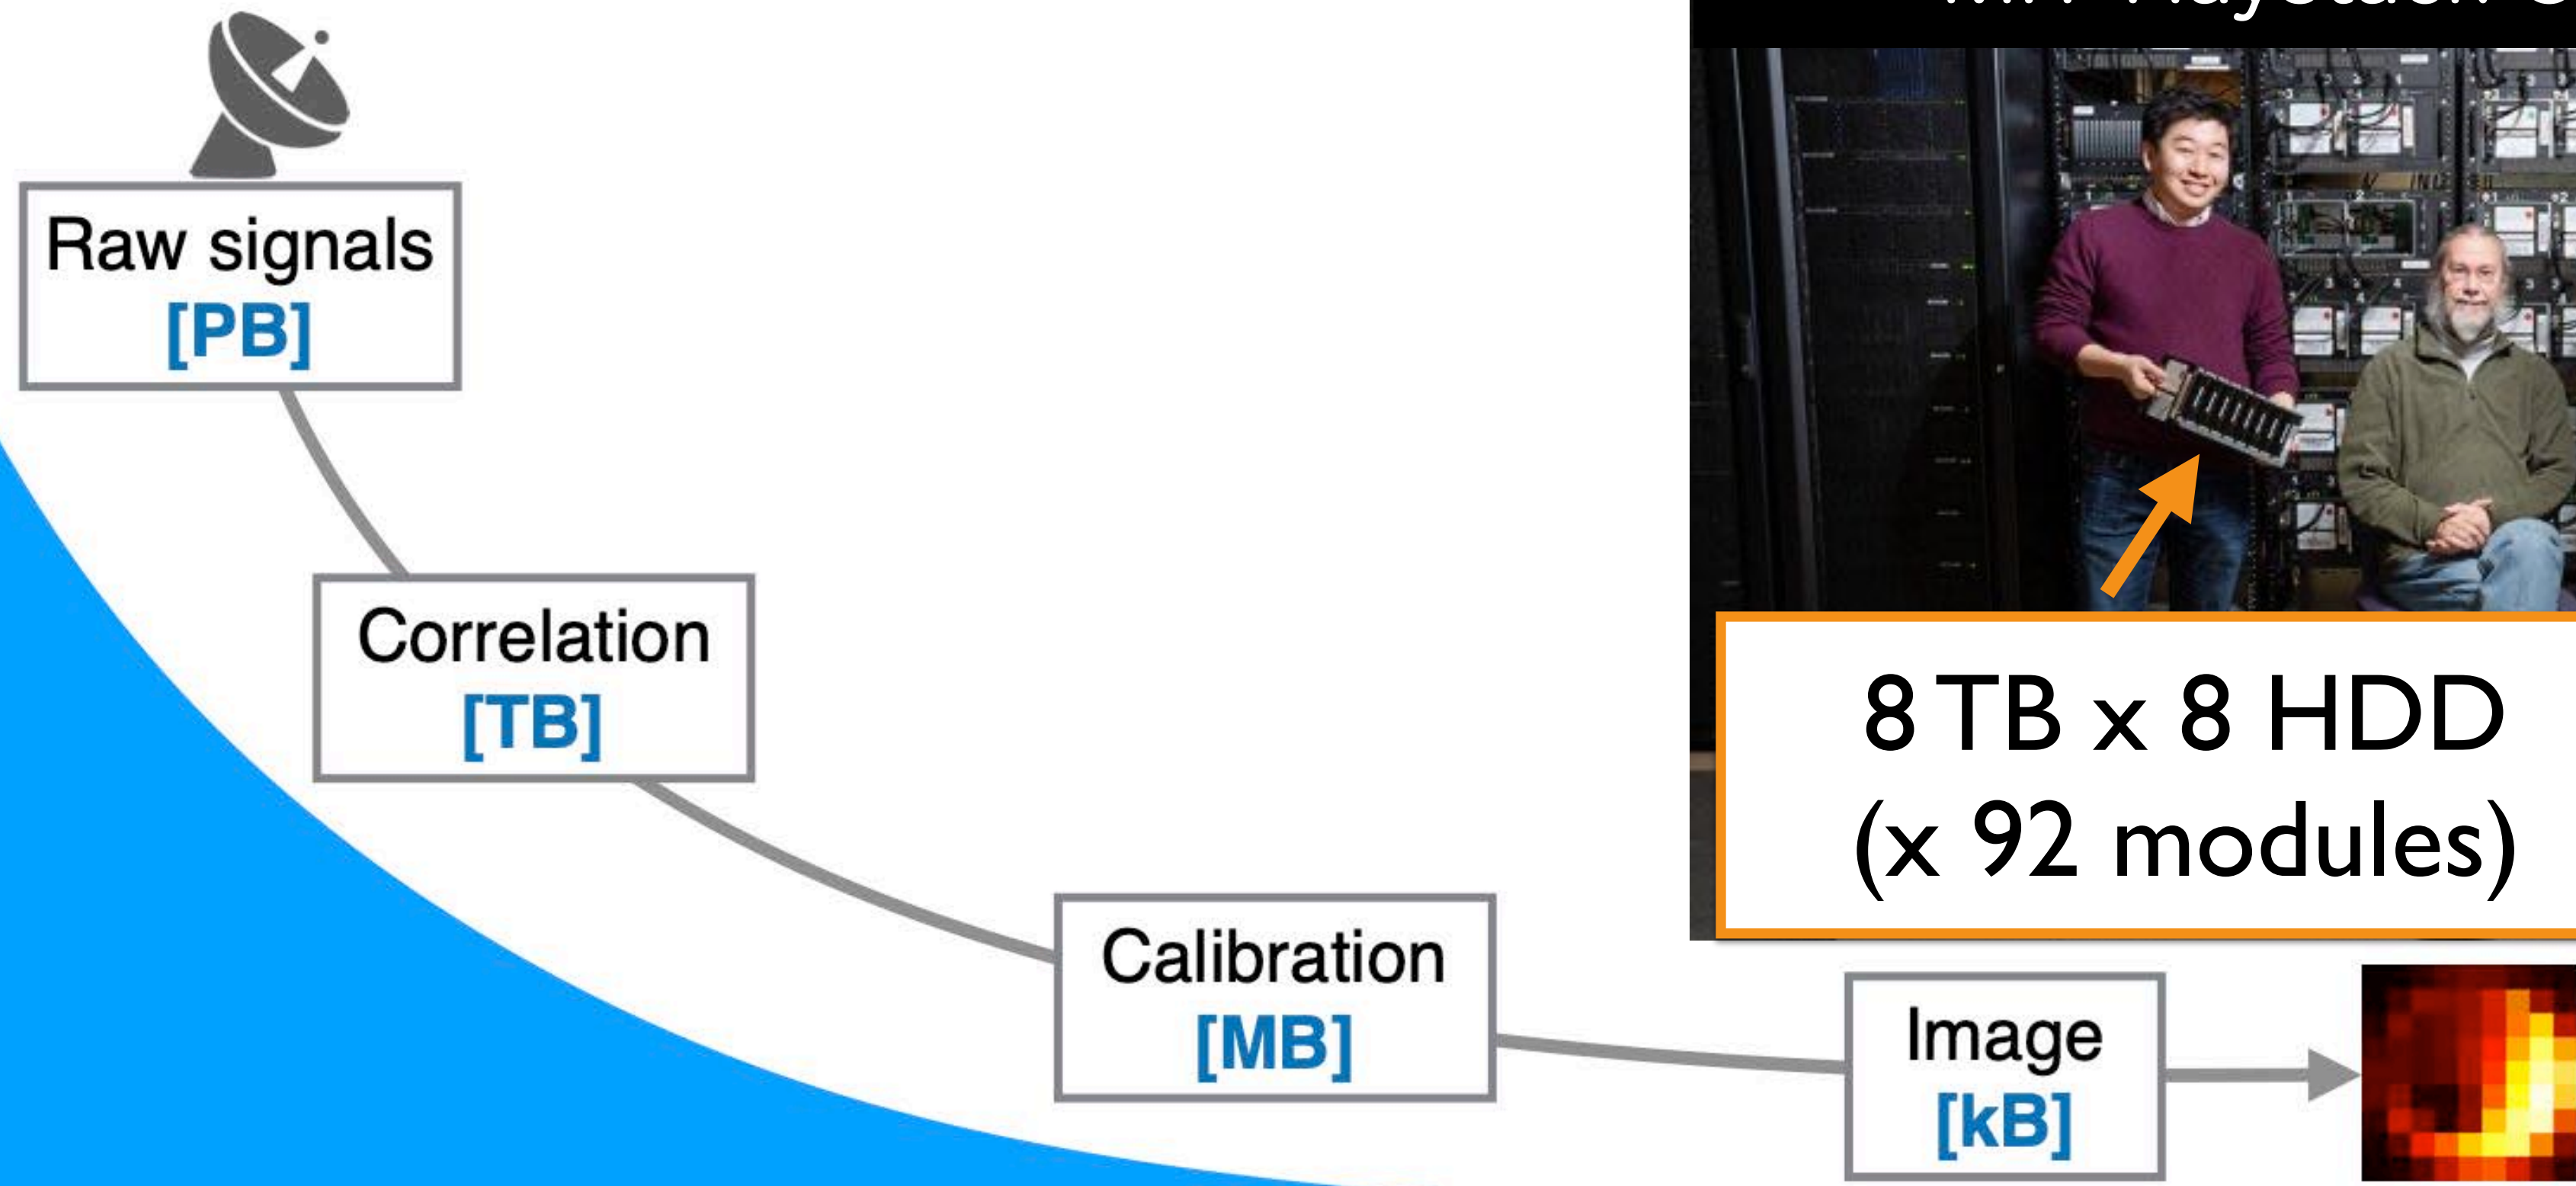 Raw signals
[PB]
Correlation
[TB]
Calibration
[MB]
Image
[kB]
8 TB x 8 HDD
(x 92 modules)